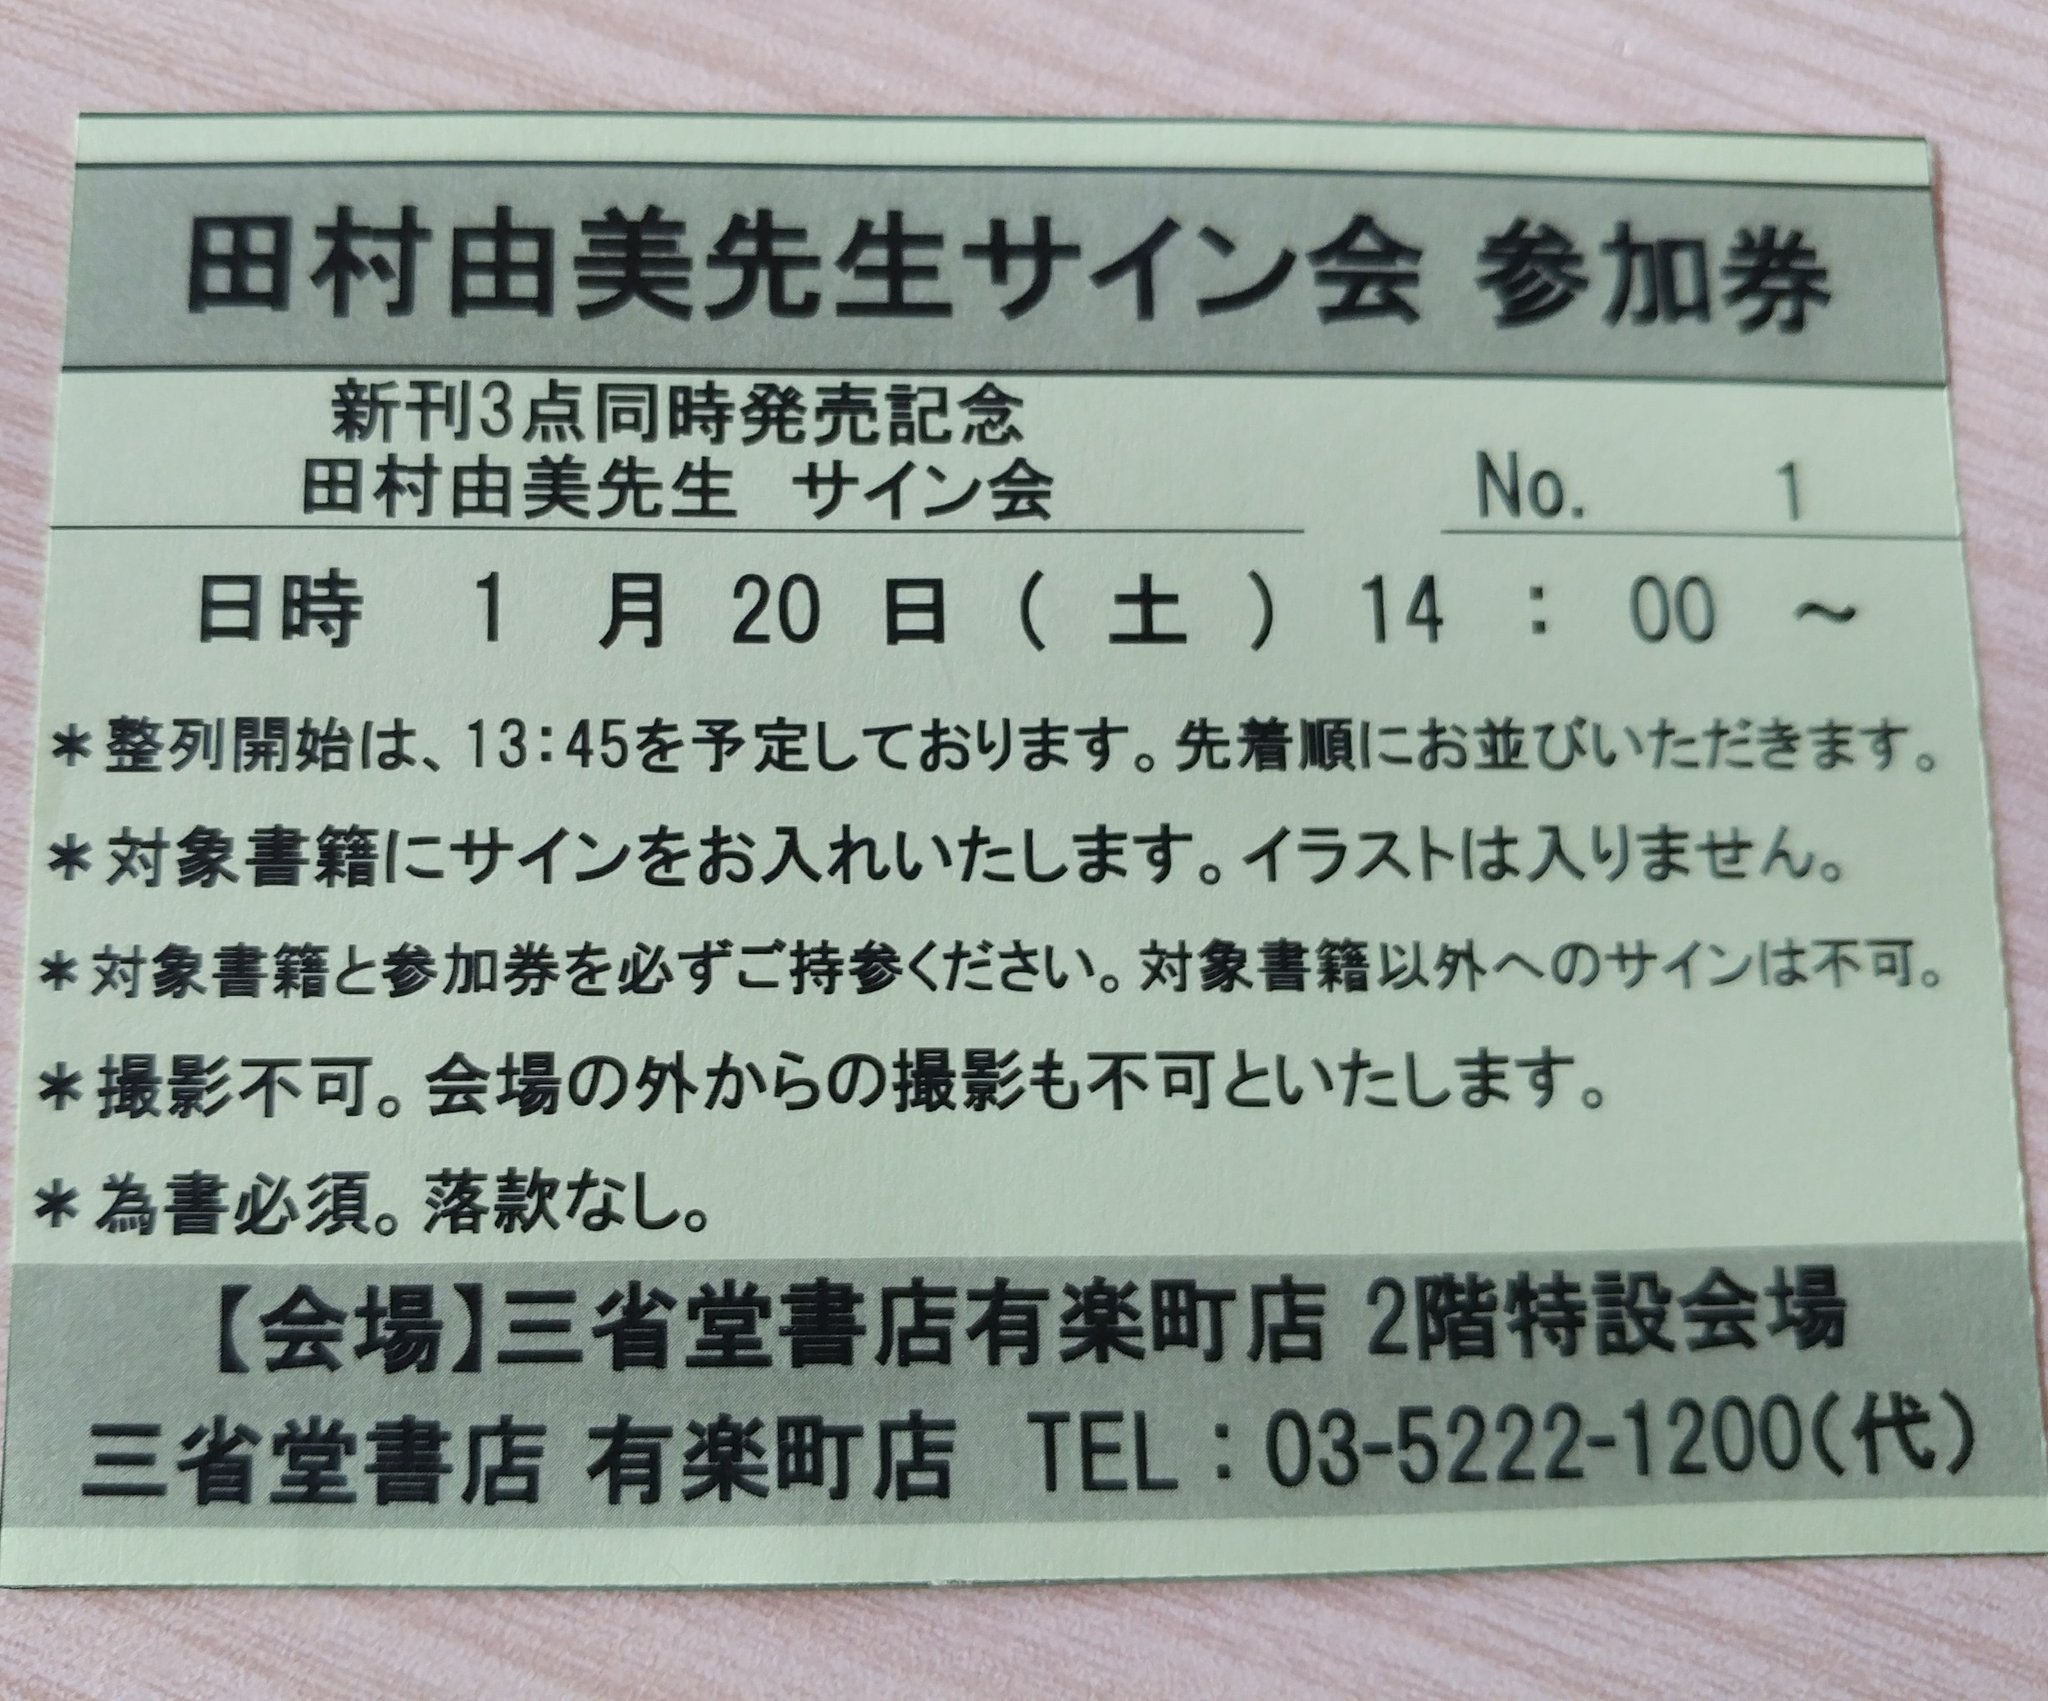 田村由美先生サイン会 参加券
新刊3点同時発売記念
田村由美先生 サイン会
No. 1
日時 1 月 20 日 ( 土 ) 14 : 00 ～
＊整列開始は、13:45を予定しております。先着順にお並びいただきます。
＊対象書籍にサインをお入れいたします。イラストは入りません。
＊対象書籍と参加券を必ずご持参ください。対象書籍以外へのサインは不可。
＊撮影不可。会場の外からの撮影も不可といたします。
＊為書必須。落款なし。
【会場】三省堂書店有楽町店 2階特設会場
三省堂書店 有楽町店 TEL：03-5222-1200(代)